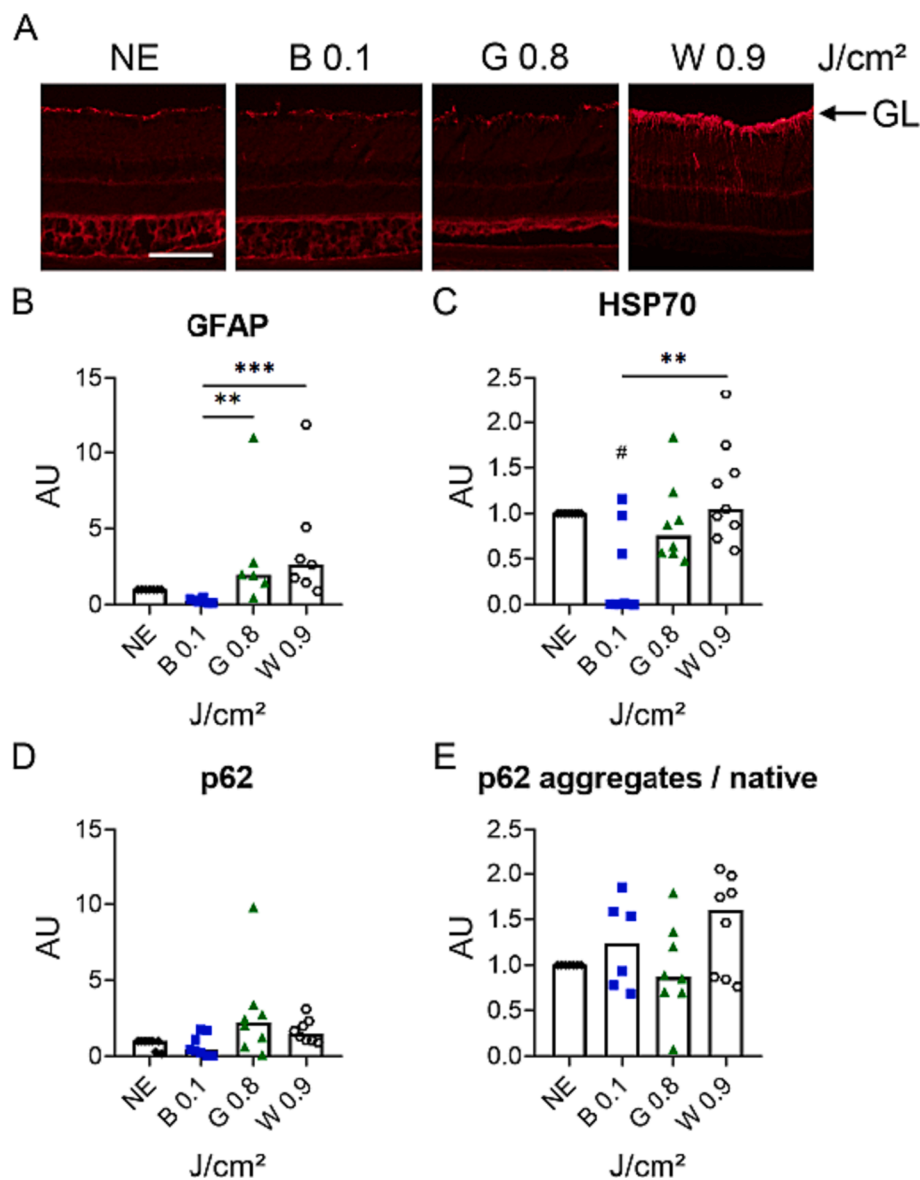 A
NE B 0.1 G 0.8 W 0.9 J/cm²
GL
B GFAP
*** 
**
15
10
5
0
AU
NE B 0.1 G 0.8 W 0.9
J/cm²
C HSP70
**
#
2.5
2.0
1.5
1.0
0.5
0.0
AU
NE B 0.1 G 0.8 W 0.9
J/cm²
D p62
15
10
5
0
AU
NE B 0.1 G 0.8 W 0.9
J/cm²
E p62 aggregates / native
2.5
2.0
1.5
1.0
0.5
0.0
AU
NE B 0.1 G 0.8 W 0.9
J/cm²